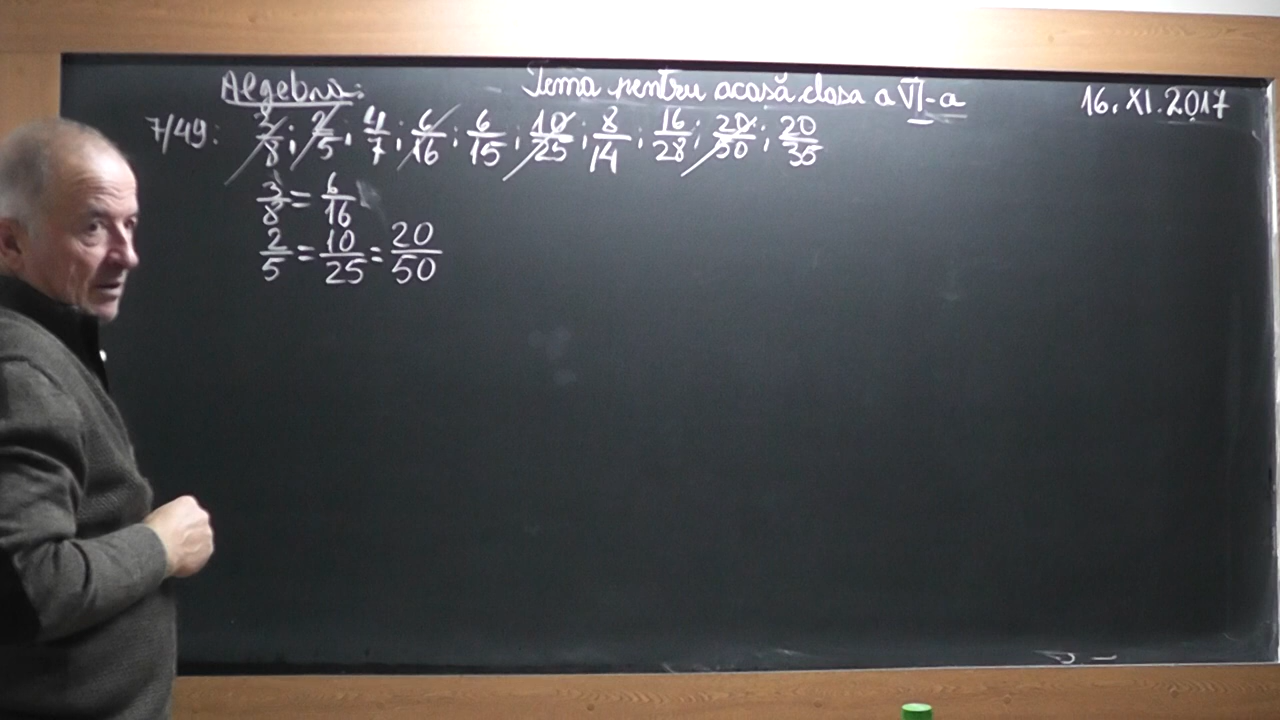 Algebra: Tema pentru acasă clasa a VI-a 16.XI.2017
7/49: 3/8; 2/5; 4/7; 6/16; 6/15; 10/25; 8/14; 16/28; 20/50; 20/35
3/8 = 6/16
2/5 = 10/25 = 20/50